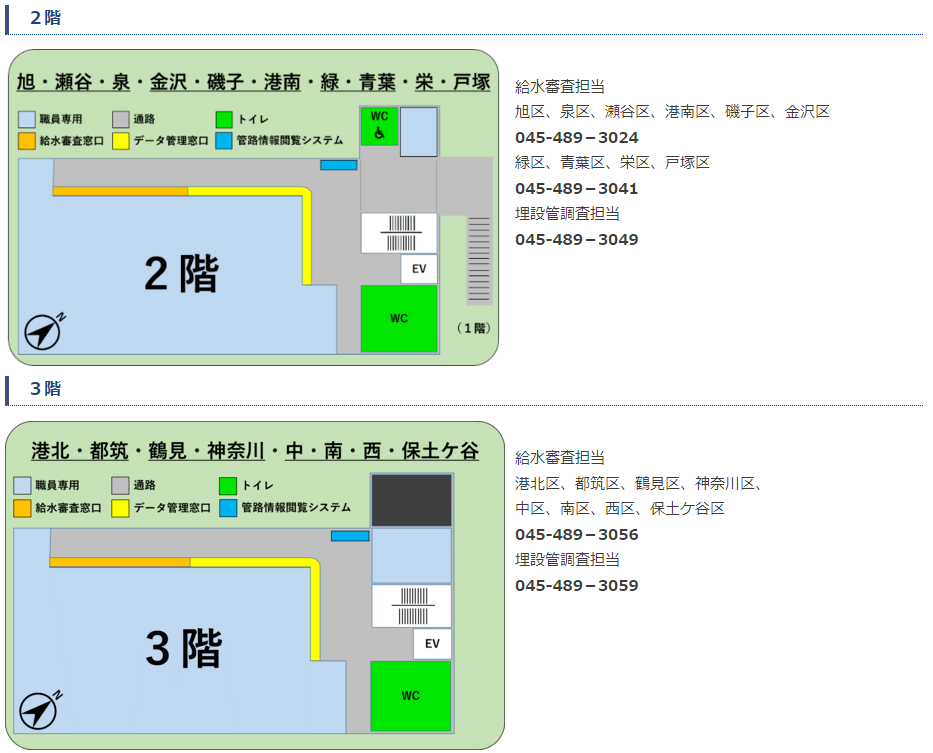 ２階
旭・瀬谷・泉・金沢・磯子・港南・緑・青葉・栄・戸塚
職員専用 通路 トイレ
給水審査窓口 データ管理窓口 管路情報閲覧システム
WC
２階
EV
WC
N
（１階）
給水審査担当
旭区、泉区、瀬谷区、港南区、磯子区、金沢区
045-489－3024
緑区、青葉区、栄区、戸塚区
045-489－3041
埋設管調査担当
045-489－3049
３階
港北・都筑・鶴見・神奈川・中・南・西・保土ケ谷
職員専用 通路 トイレ
給水審査窓口 データ管理窓口 管路情報閲覧システム
３階
EV
WC
N
給水審査担当
港北区、都筑区、鶴見区、神奈川区、
中区、南区、西区、保土ケ谷区
045-489－3056
埋設管調査担当
045-489－3059